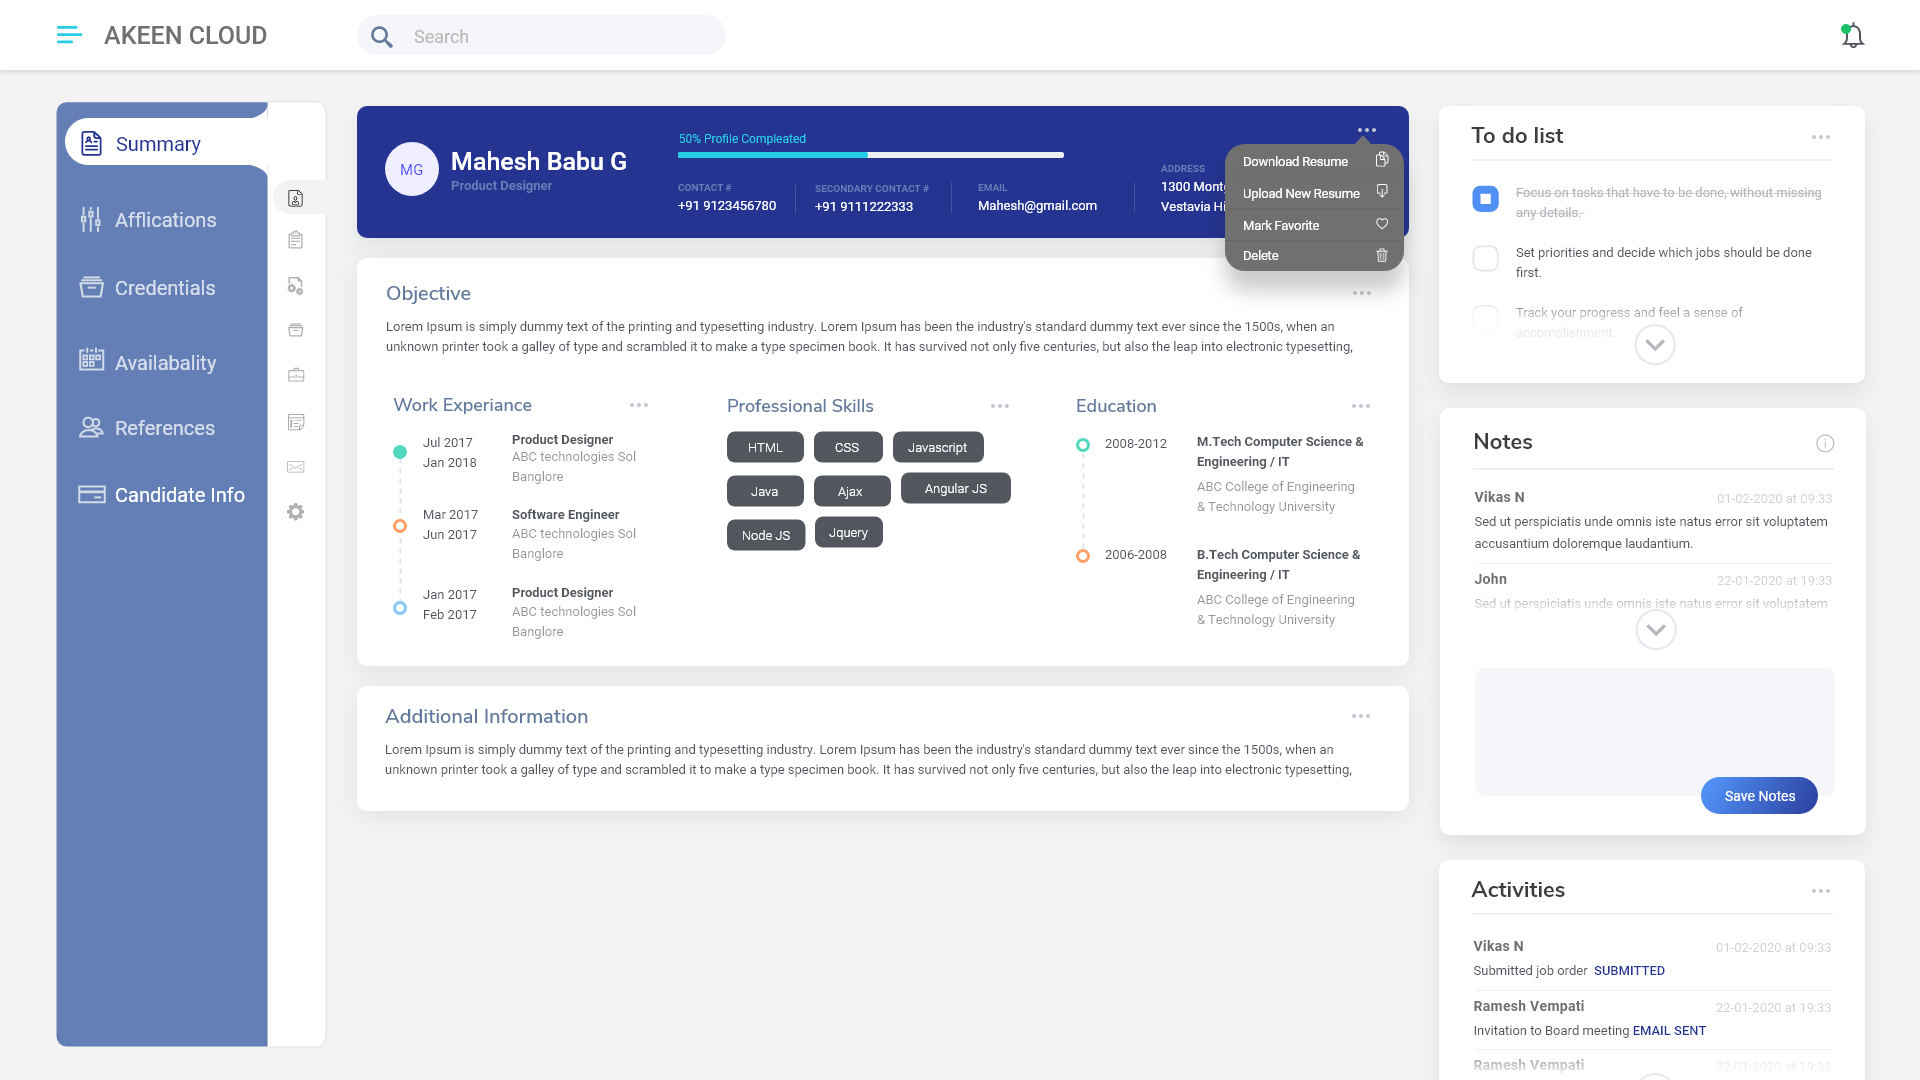 AKEEN CLOUD
Search
Summary
Afflications
Credentials
Availabality
References
Candidate Info
MG
Mahesh Babu G
Product Designer
50% Profile Compleated
CONTACT #
+91 9123456780
SECONDARY CONTACT #
+91 9111222333
EMAIL
Mahesh@gmail.com
ADDRESS
1300 Montg
Vestavia Hi
Download Resume
Upload New Resume
Mark Favorite
Delete
Objective
Lorem Ipsum is simply dummy text of the printing and typesetting industry. Lorem Ipsum has been the industry's standard dummy text ever since the 1500s, when an
unknown printer took a galley of type and scrambled it to make a type specimen book. It has survived not only five centuries, but also the leap into electronic typesetting,
Work Experiance
Jul 2017
Jan 2018
Product Designer
ABC technologies Sol
Banglore
Mar 2017
Jun 2017
Software Engineer
ABC technologies Sol
Banglore
Jan 2017
Feb 2017
Product Designer
ABC technologies Sol
Banglore
Professional Skills
HTML
CSS
Javascript
Java
Ajax
Angular JS
Node JS
Jquery
Education
2008-2012
M.Tech Computer Science &
Engineering / IT
ABC College of Engineering
& Technology University
2006-2008
B.Tech Computer Science &
Engineering / IT
ABC College of Engineering
& Technology University
Additional Information
Lorem Ipsum is simply dummy text of the printing and typesetting industry. Lorem Ipsum has been the industry's standard dummy text ever since the 1500s, when an
unknown printer took a galley of type and scrambled it to make a type specimen book. It has survived not only five centuries, but also the leap into electronic typesetting,
To do list
Focus on tasks that have to be done, without missing
any details.
Set priorities and decide which jobs should be done
first.
Track your progress and feel a sense of
accomplishment.
Notes
Vikas N
01-02-2020 at 09:33
Sed ut perspiciatis unde omnis iste natus error sit voluptatem
accusantium doloremque laudantium.
John
22-01-2020 at 19:33
Sed ut perspiciatis unde omnis iste natus error sit voluptatem
Save Notes
Activities
Vikas N
01-02-2020 at 09:33
Submitted job order SUBMITTED
Ramesh Vempati
22-01-2020 at 19:33
Invitation to Board meeting EMAIL SENT
Ramesh Vempati
22-01-2020 at 19:33